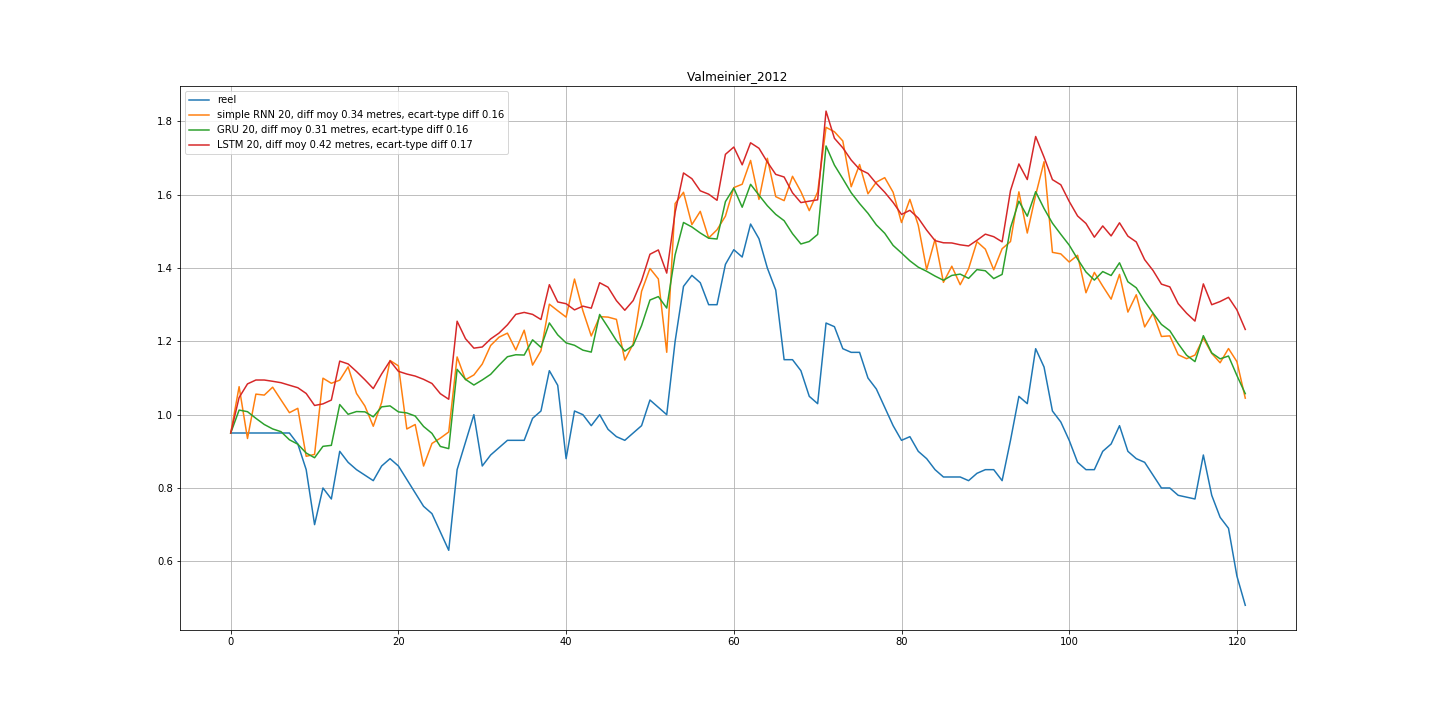 Valmeinier_2012
reel
simple RNN 20, diff moy 0.34 metres, ecart-type diff 0.16
GRU 20, diff moy 0.31 metres, ecart-type diff 0.16
LSTM 20, diff moy 0.42 metres, ecart-type diff 0.17
1.8
1.6
1.4
1.2
1.0
0.8
0.6
0 20 40 60 80 100 120